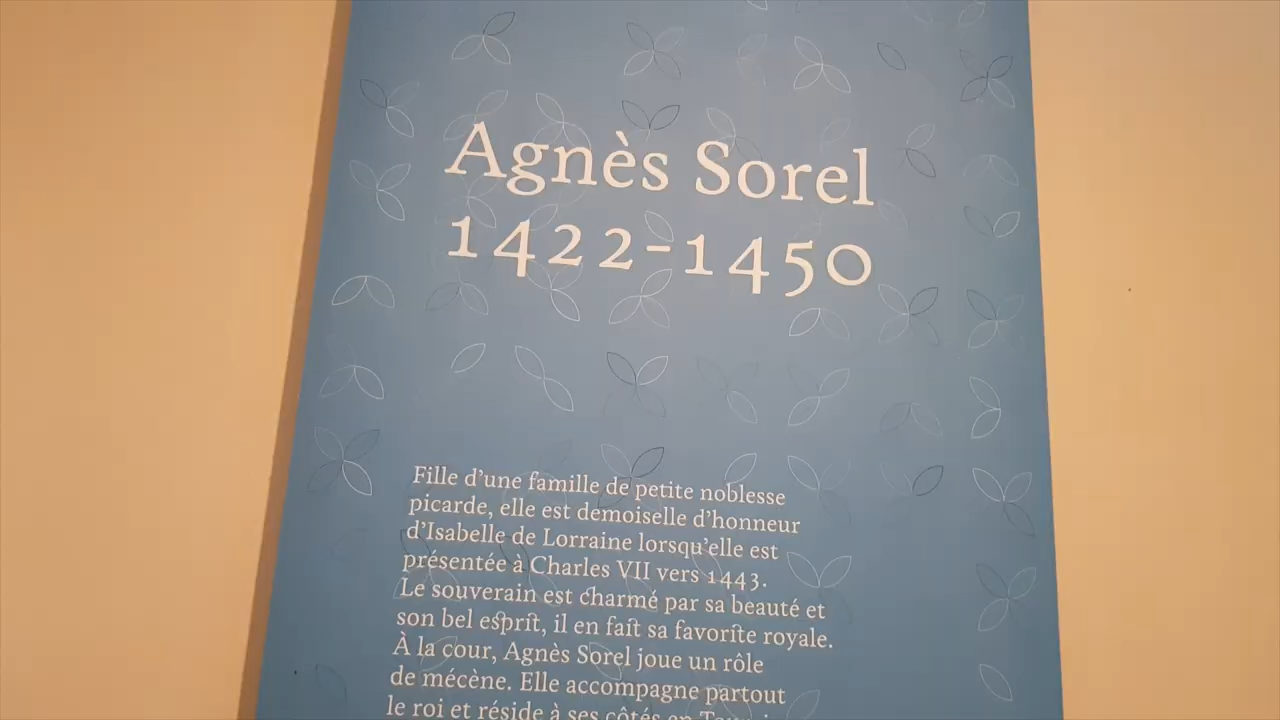 Agnès Sorel
1422-1450
Fille d'une famille de petite noblesse
picarde, elle est demoiselle d'honneur
d'Isabelle de Lorraine lorsqu'elle est
présentée à Charles VII vers 1443.
Le souverain est charmé par sa beauté et
son bel esprit, il en fait sa favorite royale.
À la cour, Agnès Sorel joue un rôle
de mécène. Elle accompagne partout
le roi et réside à ses côtés en